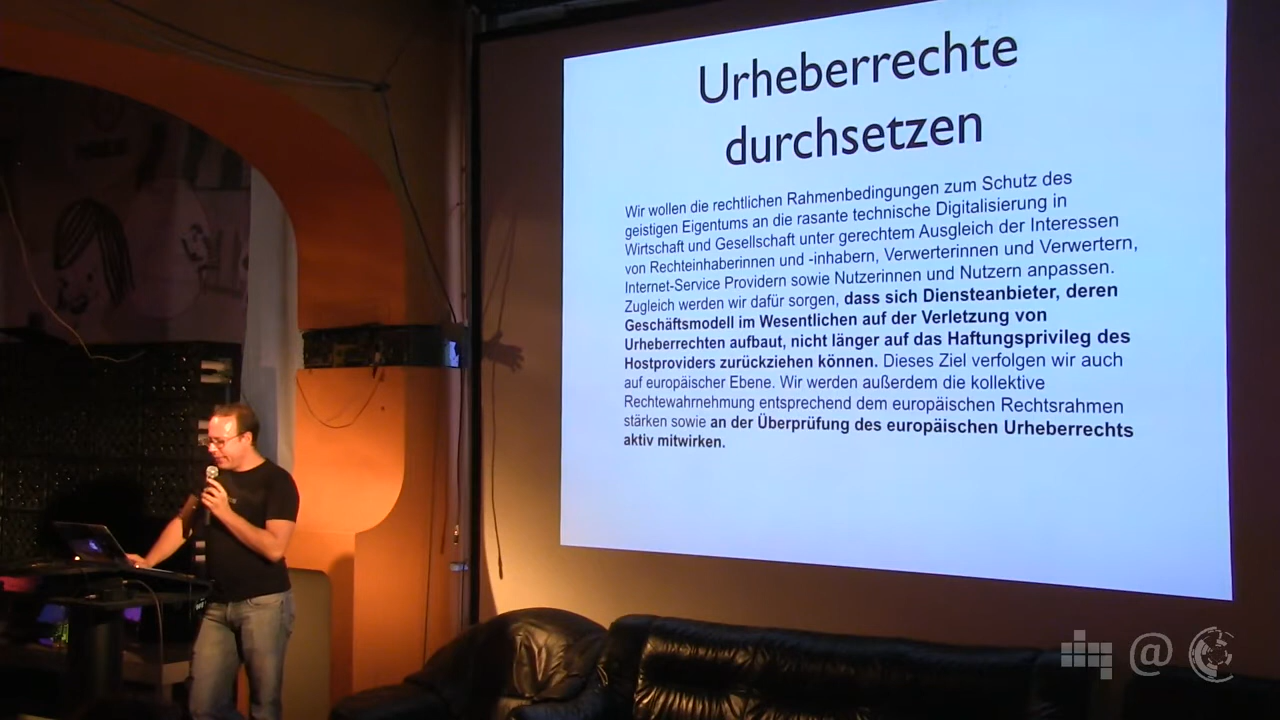 Urheberrechte
durchsetzen
Wir wollen die rechtlichen Rahmenbedingungen zum Schutz des
geistigen Eigentums an die rasante technische Digitalisierung in
Wirtschaft und Gesellschaft unter gerechtem Ausgleich der Interessen
von Rechteinhaberinnen und -inhabern, Verwerterinnen und Verwertern,
Internet-Service Providern sowie Nutzerinnen und Nutzern anpassen.
Zugleich werden wir dafür sorgen, dass sich Diensteanbieter, deren
Geschäftsmodell im Wesentlichen auf der Verletzung von
Urheberrechten aufbaut, nicht länger auf das Haftungsprivileg des
Hostproviders zurückziehen können. Dieses Ziel verfolgen wir auch
auf europäischer Ebene. Wir werden außerdem die kollektive
Rechtewahrnehmung entsprechend dem europäischen Rechtsrahmen
stärken sowie an der Überprüfung des europäischen Urheberrechts
aktiv mitwirken.
@